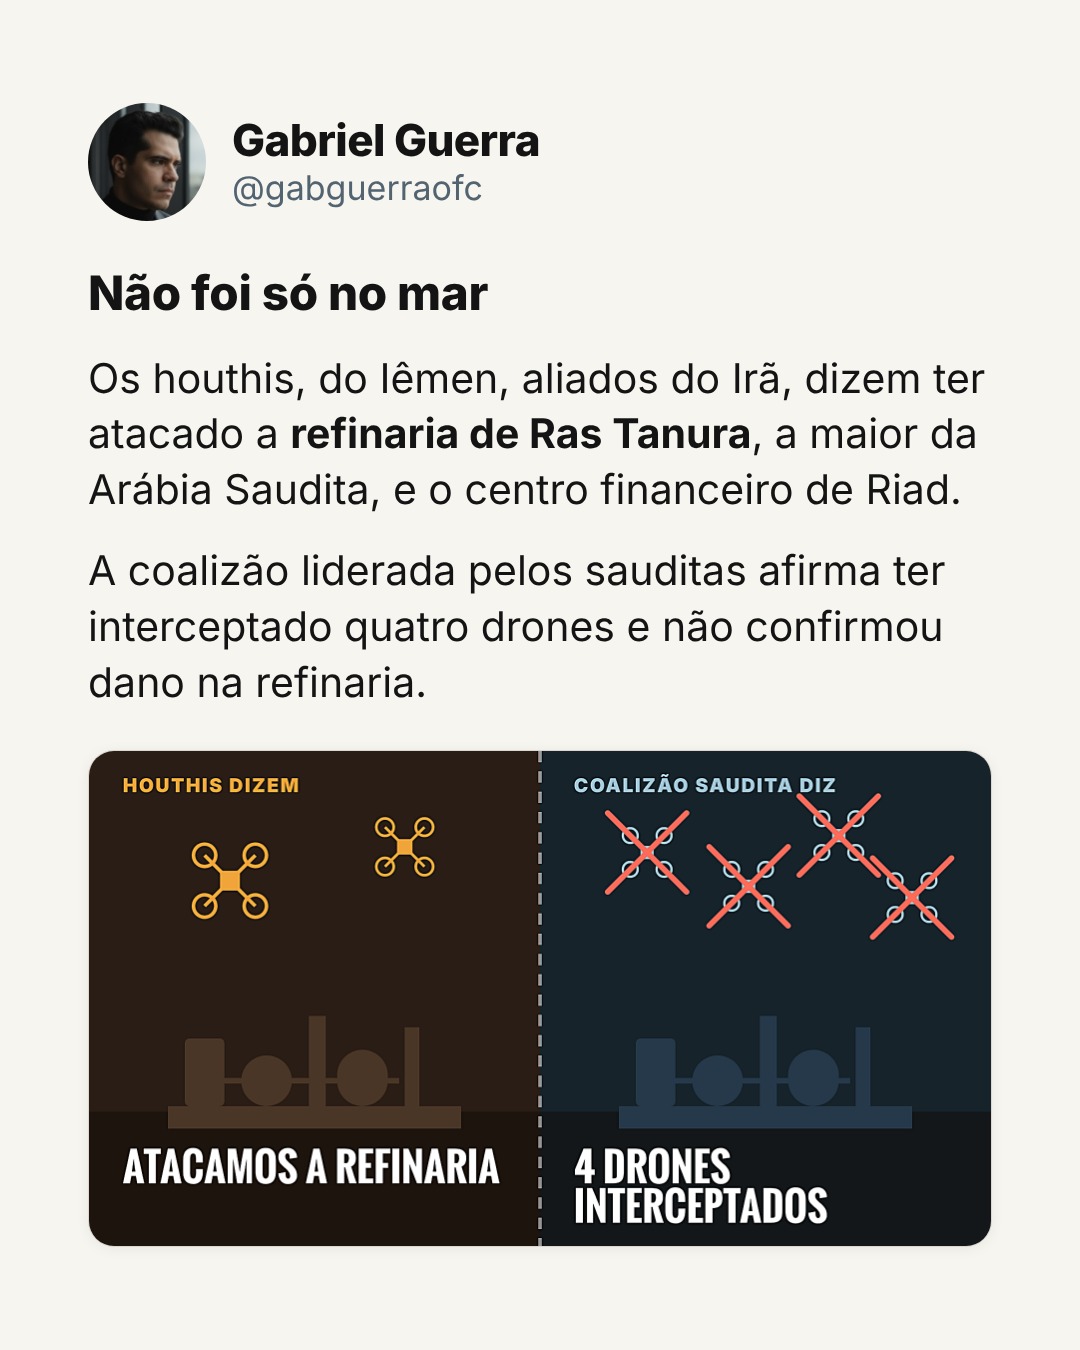 Gabriel Guerra
@gabguerraofc
Não foi só no mar
Os houthis, do Iêmen, aliados do Irã, dizem ter
atacado a refinaria de Ras Tanura, a maior da
Arábia Saudita, e o centro financeiro de Riad.
A coalizão liderada pelos sauditas afirma ter
interceptado quatro drones e não confirmou
dano na refinaria.
HOUTHIS DIZEM
ATACAMOS A REFINARIA
COALIZÃO SAUDITA DIZ
4 DRONES
INTERCEPTADOS